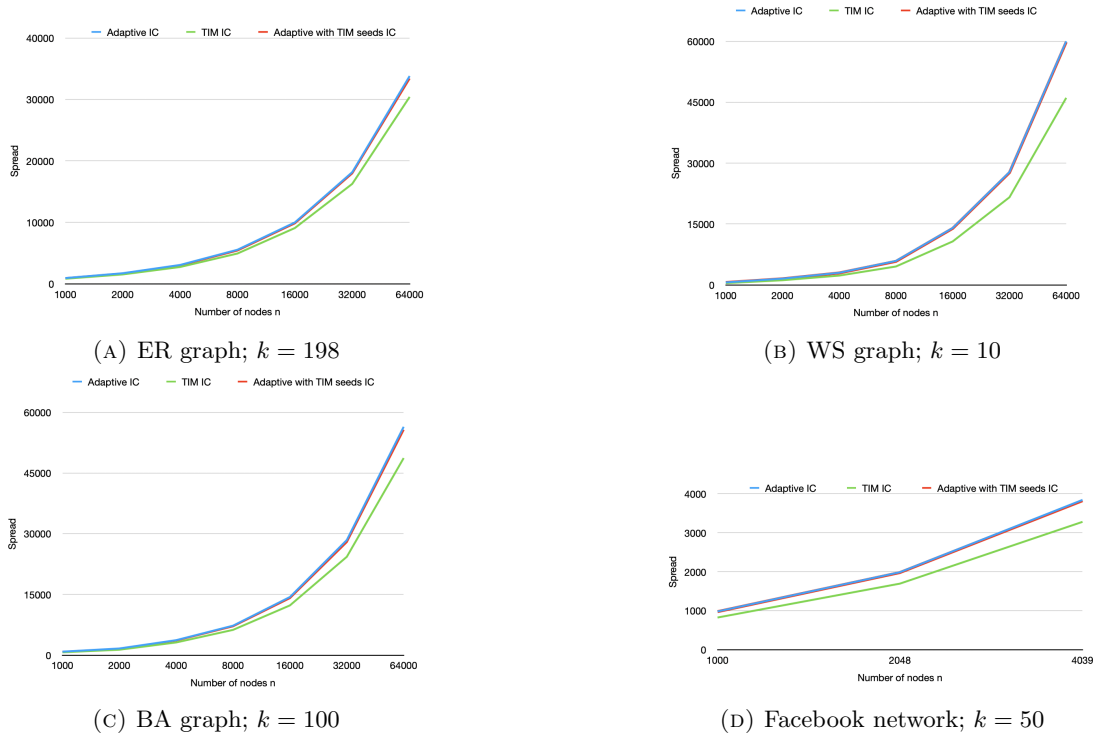 Adaptive IC TIM IC Adaptive with TIM seeds IC
40000
30000
20000
10000
0
Spread
1000 2000 4000 8000 16000 32000 64000
Number of nodes n
(A) ER graph; k = 198
Adaptive IC TIM IC Adaptive with TIM seeds IC
60000
45000
30000
15000
0
Spread
1000 2000 4000 8000 16000 32000 64000
Number of nodes n
(B) WS graph; k = 10
Adaptive IC TIM IC Adaptive with TIM seeds IC
60000
45000
30000
15000
0
Spread
1000 2000 4000 8000 16000 32000 64000
Number of nodes n
(C) BA graph; k = 100
Adaptive IC TIM IC Adaptive with TIM seeds IC
4000
3000
2000
1000
0
Spread
1000 2048 4039
Number of nodes n
(D) Facebook network; k = 50